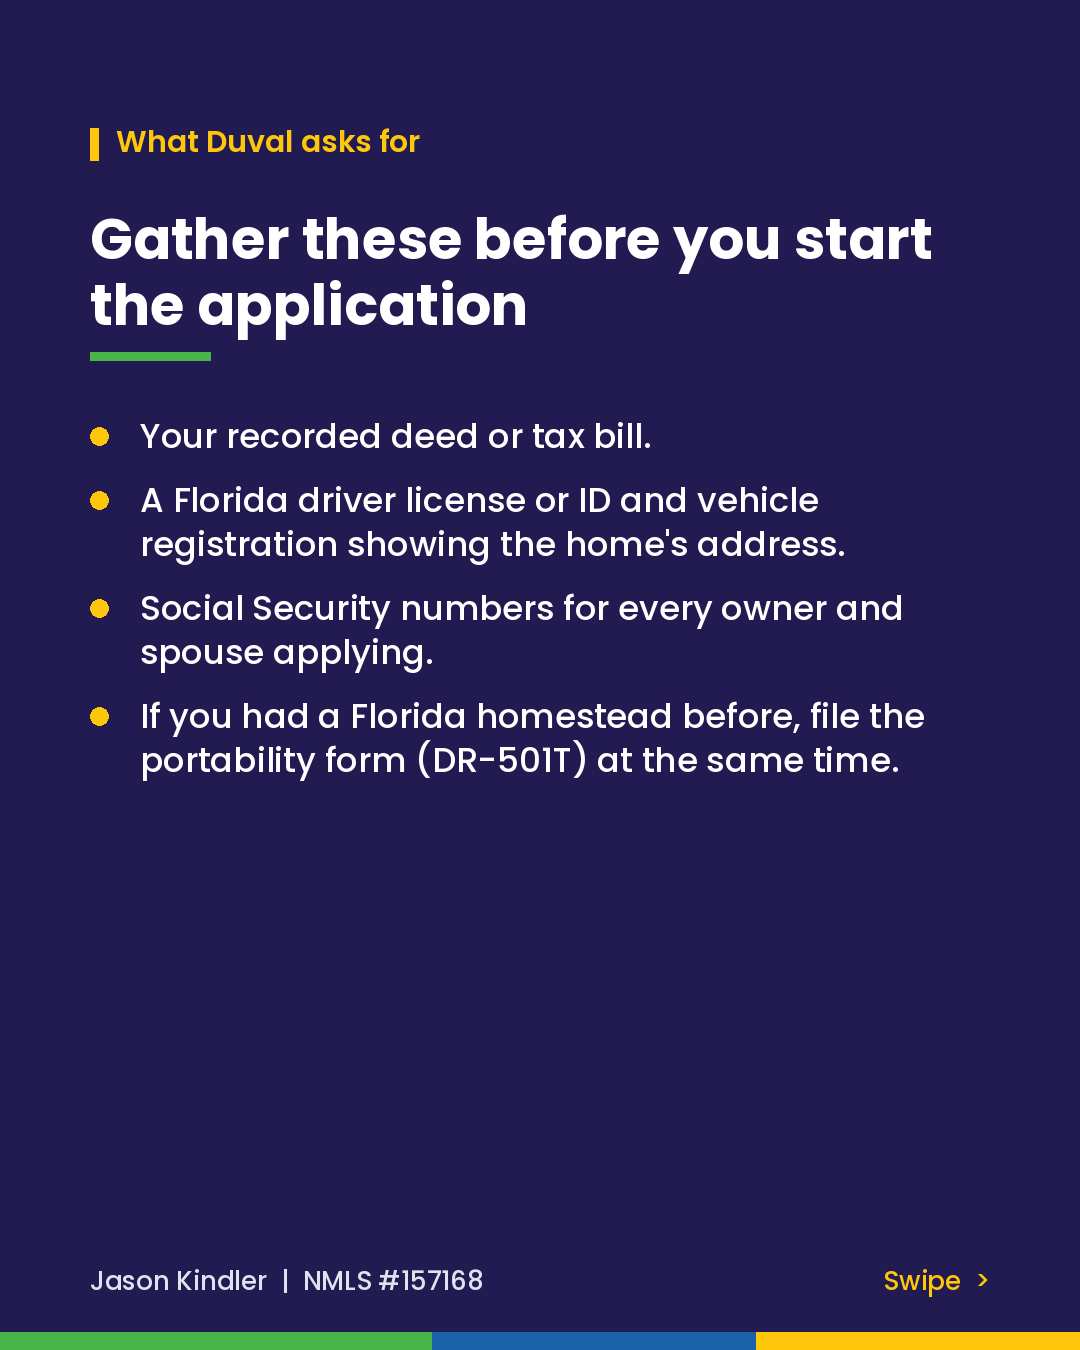 What Duval asks for
Gather these before you start
the application
Your recorded deed or tax bill.
A Florida driver license or ID and vehicle
registration showing the home's address.
Social Security numbers for every owner and
spouse applying.
If you had a Florida homestead before, file the
portability form (DR-501T) at the same time.
Jason Kindler | NMLS #157168
Swipe >